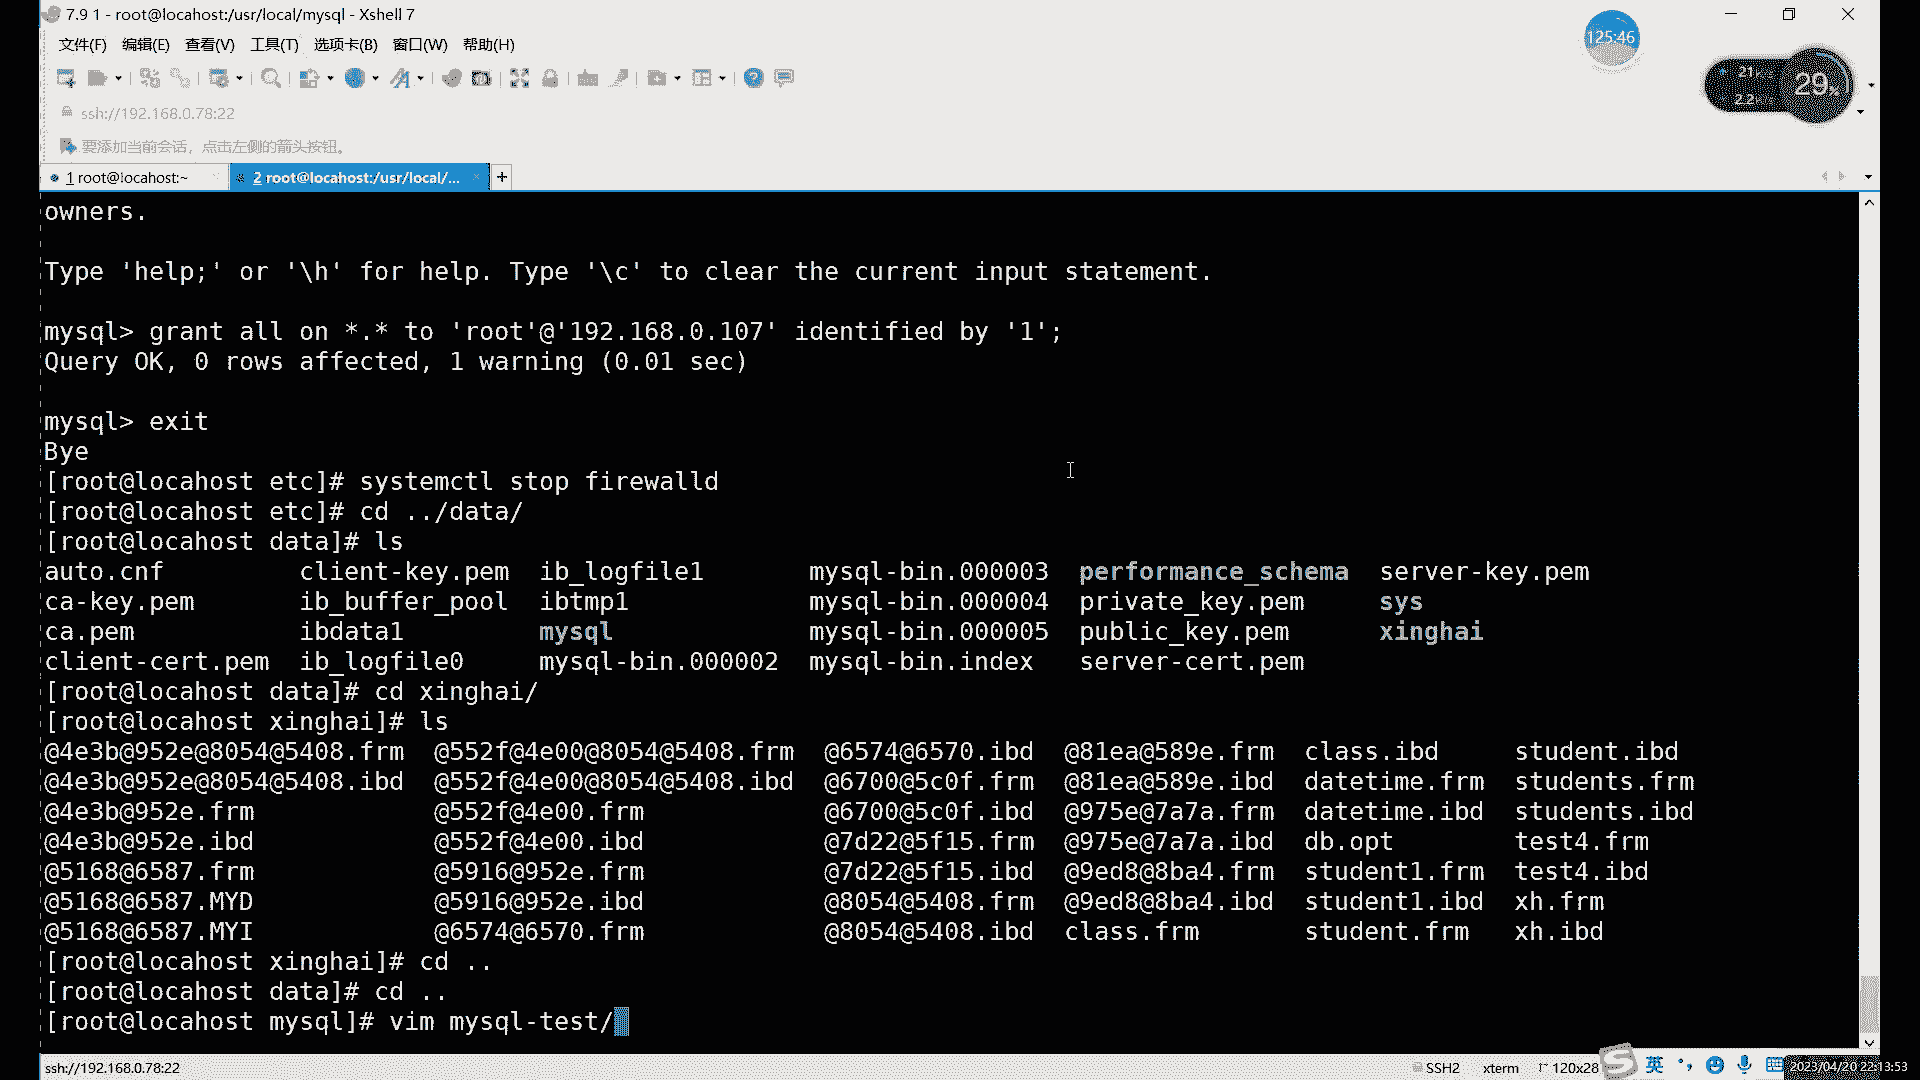 7.9 1 - root@locahost:/usr/local/mysql - Xshell 7
文件(F) 编辑(E) 查看(V) 工具(T) 选项卡(B) 窗口(W) 帮助(H)
125:46
29%
ssh://192.168.0.78:22
要添加当前会话，点击左侧的箭头按钮。
1 root@locahost:~ 2 root@locahost:/usr/local/... +
owners.
Type 'help;' or '\h' for help. Type '\c' to clear the current input statement.
mysql> grant all on *.* to 'root'@'192.168.0.107' identified by '1';
Query OK, 0 rows affected, 1 warning (0.01 sec)
mysql> exit
Bye
[root@locahost etc]# systemctl stop firewalld
[root@locahost etc]# cd ../data/
[root@locahost data]# ls
auto.cnf client-key.pem ib_logfile1 mysql-bin.000003 performance_schema server-key.pem
ca-key.pem ib_buffer_pool ibtmp1 mysql-bin.000004 private_key.pem sys
ca.pem ibdata1 mysql mysql-bin.000005 public_key.pem xinghai
client-cert.pem ib_logfile0 mysql-bin.000002 mysql-bin.index server-cert.pem
[root@locahost data]# cd xinghai/
[root@locahost xinghai]# ls
@4e3b@952e@8054@5408.frm @552f@4e00@8054@5408.frm @6574@6570.ibd @81ea@589e.frm class.ibd student.ibd
@4e3b@952e@8054@5408.ibd @552f@4e00@8054@5408.ibd @6700@5c0f.frm @81ea@589e.ibd datetime.frm students.frm
@4e3b@952e.frm @552f@4e00.frm @6700@5c0f.ibd @975e@7a7a.frm datetime.ibd students.ibd
@4e3b@952e.ibd @552f@4e00.ibd @7d22@5f15.frm @975e@7a7a.ibd db.opt test4.frm
@5168@6587.frm @5916@952e.frm @7d22@5f15.ibd @9ed8@8ba4.frm student1.frm test4.ibd
@5168@6587.MYD @5916@952e.ibd @8054@5408.frm @9ed8@8ba4.ibd student1.ibd xh.frm
@5168@6587.MYI @6574@6570.frm @8054@5408.ibd class.frm student.frm xh.ibd
[root@locahost xinghai]# cd ..
[root@locahost data]# cd ..
[root@locahost mysql]# vim mysql-test/
ssh://192.168.0.78:22 SSH2 xterm 120x28 英 2023/04/20 22:13:53